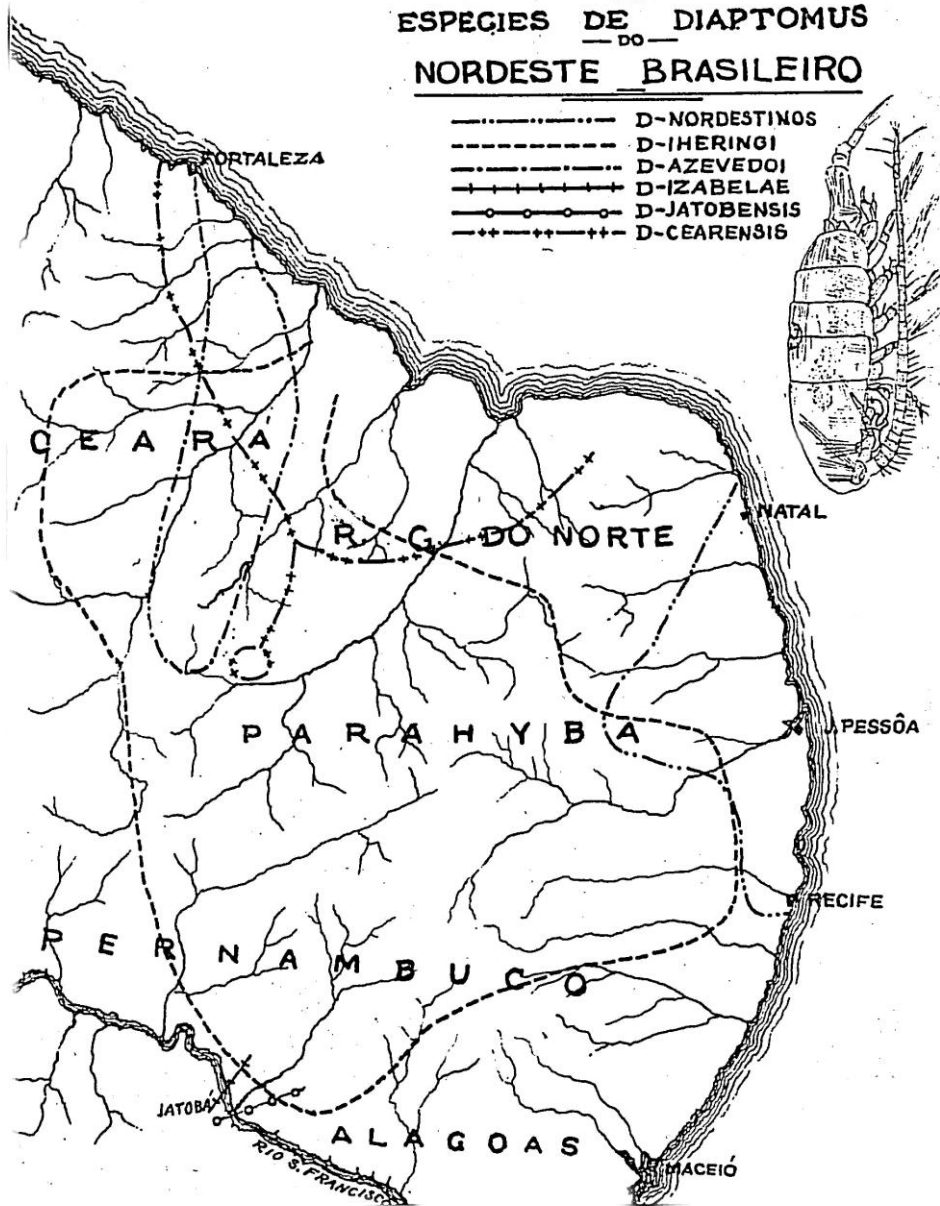 ESPECIES DE DIAPTOMUS
DO
NORDESTE BRASILEIRO
D-NORDESTINOS
D-IHERINGI
D-AZEVEDOI
D-IZABELAE
D-JATOBENSIS
D-CEARENSIS
FORTALEZA
CEARA
R. G. DO NORTE
NATAL
PARAHYBA
J. PESSÔA
RECIFE
PERNAMBUCO
JATOBÁ
ALAGOAS
RIO S. FRANCISCO
MACEIÓ